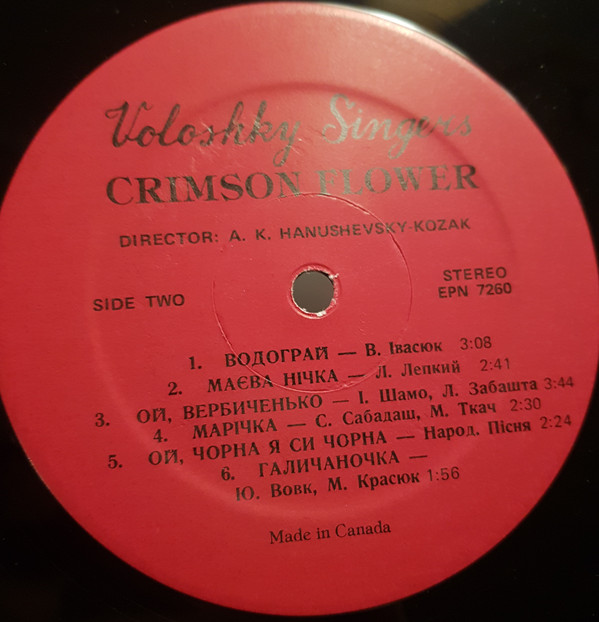 Voloshky Singers
CRIMSON FLOWER
DIRECTOR: A. K. HANUSHEVSKY-KOZAK
SIDE TWO
STEREO
EPN 7260
1. ВОДОГРАЙ — В. Івасюк 3:08
2. МАЄВА НІЧКА — Л. Лепкий 2:41
3. ОЙ, ВЕРБИЧЕНЬКО — І. Шамо, Л. Забашта 3:44
4. МАРІЧКА — С. Сабадаш, М. Ткач 2:30
5. ОЙ, ЧОРНА Я СИ ЧОРНА — Народ. Пісня 2:24
6. ГАЛИЧАНОЧКА —
Ю. Вовк, М. Красюк 1:56
Made in Canada